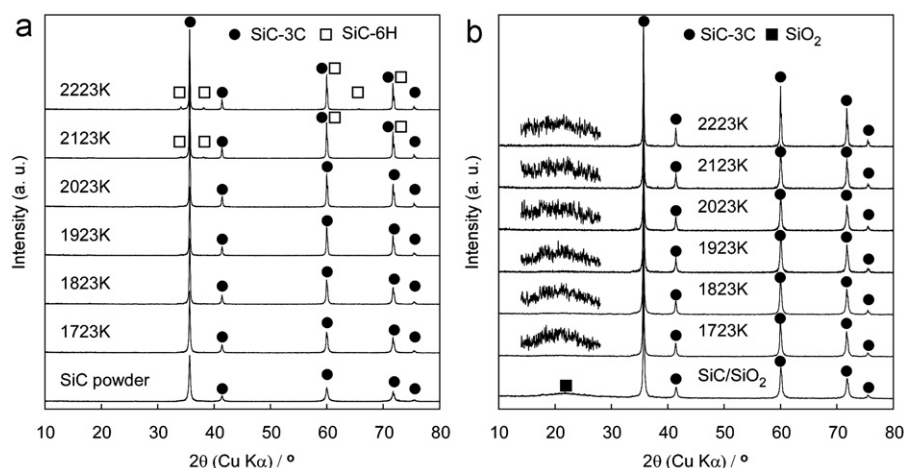 a
SiC-3C SiC-6H
2223K
2123K
2023K
1923K
1823K
1723K
SiC powder
Intensity (a. u.)
10 20 30 40 50 60 70 80
2θ (Cu Kα) / °
b
SiC-3C SiO₂
2223K
2123K
2023K
1923K
1823K
1723K
SiC/SiO₂
Intensity (a. u.)
10 20 30 40 50 60 70 80
2θ (Cu Kα) / °